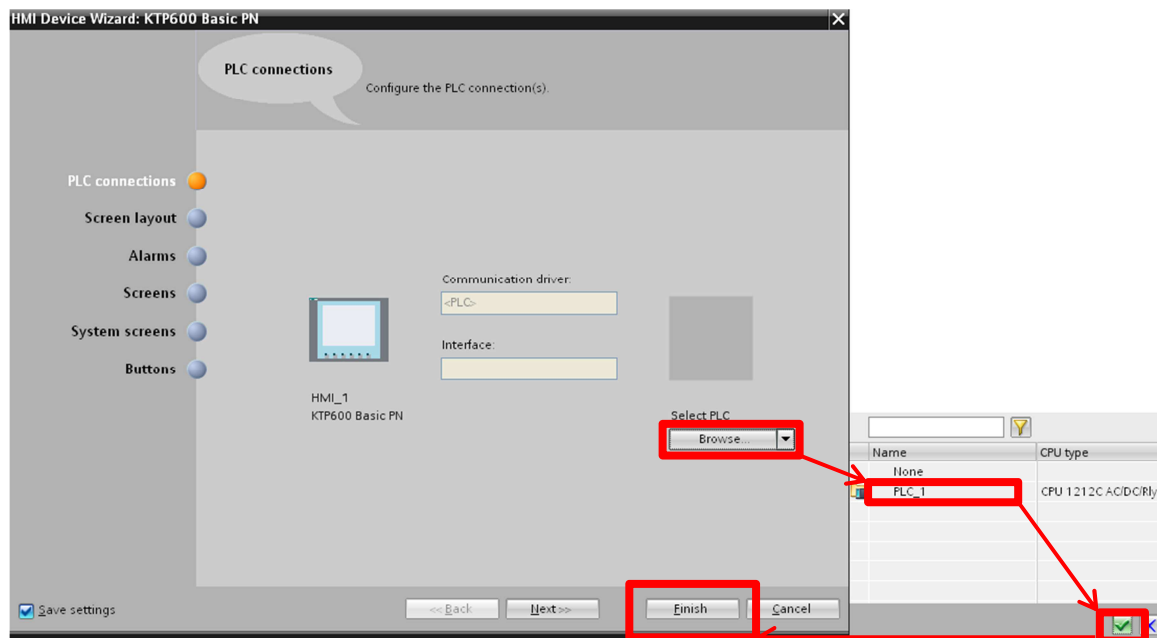 HMI Device Wizard: KTP600 Basic PN
PLC connections
Configure the PLC connection(s).
PLC connections
Screen layout
Alarms
Screens
System screens
Buttons
Communication driver:
<PLC>
Interface:
HMI_1
KTP600 Basic PN
Select PLC
Browse...
Name CPU type
None
PLC_1 CPU 1212C AC/DC/Rly
Save settings
<< Back
Next >>
Finish
Cancel